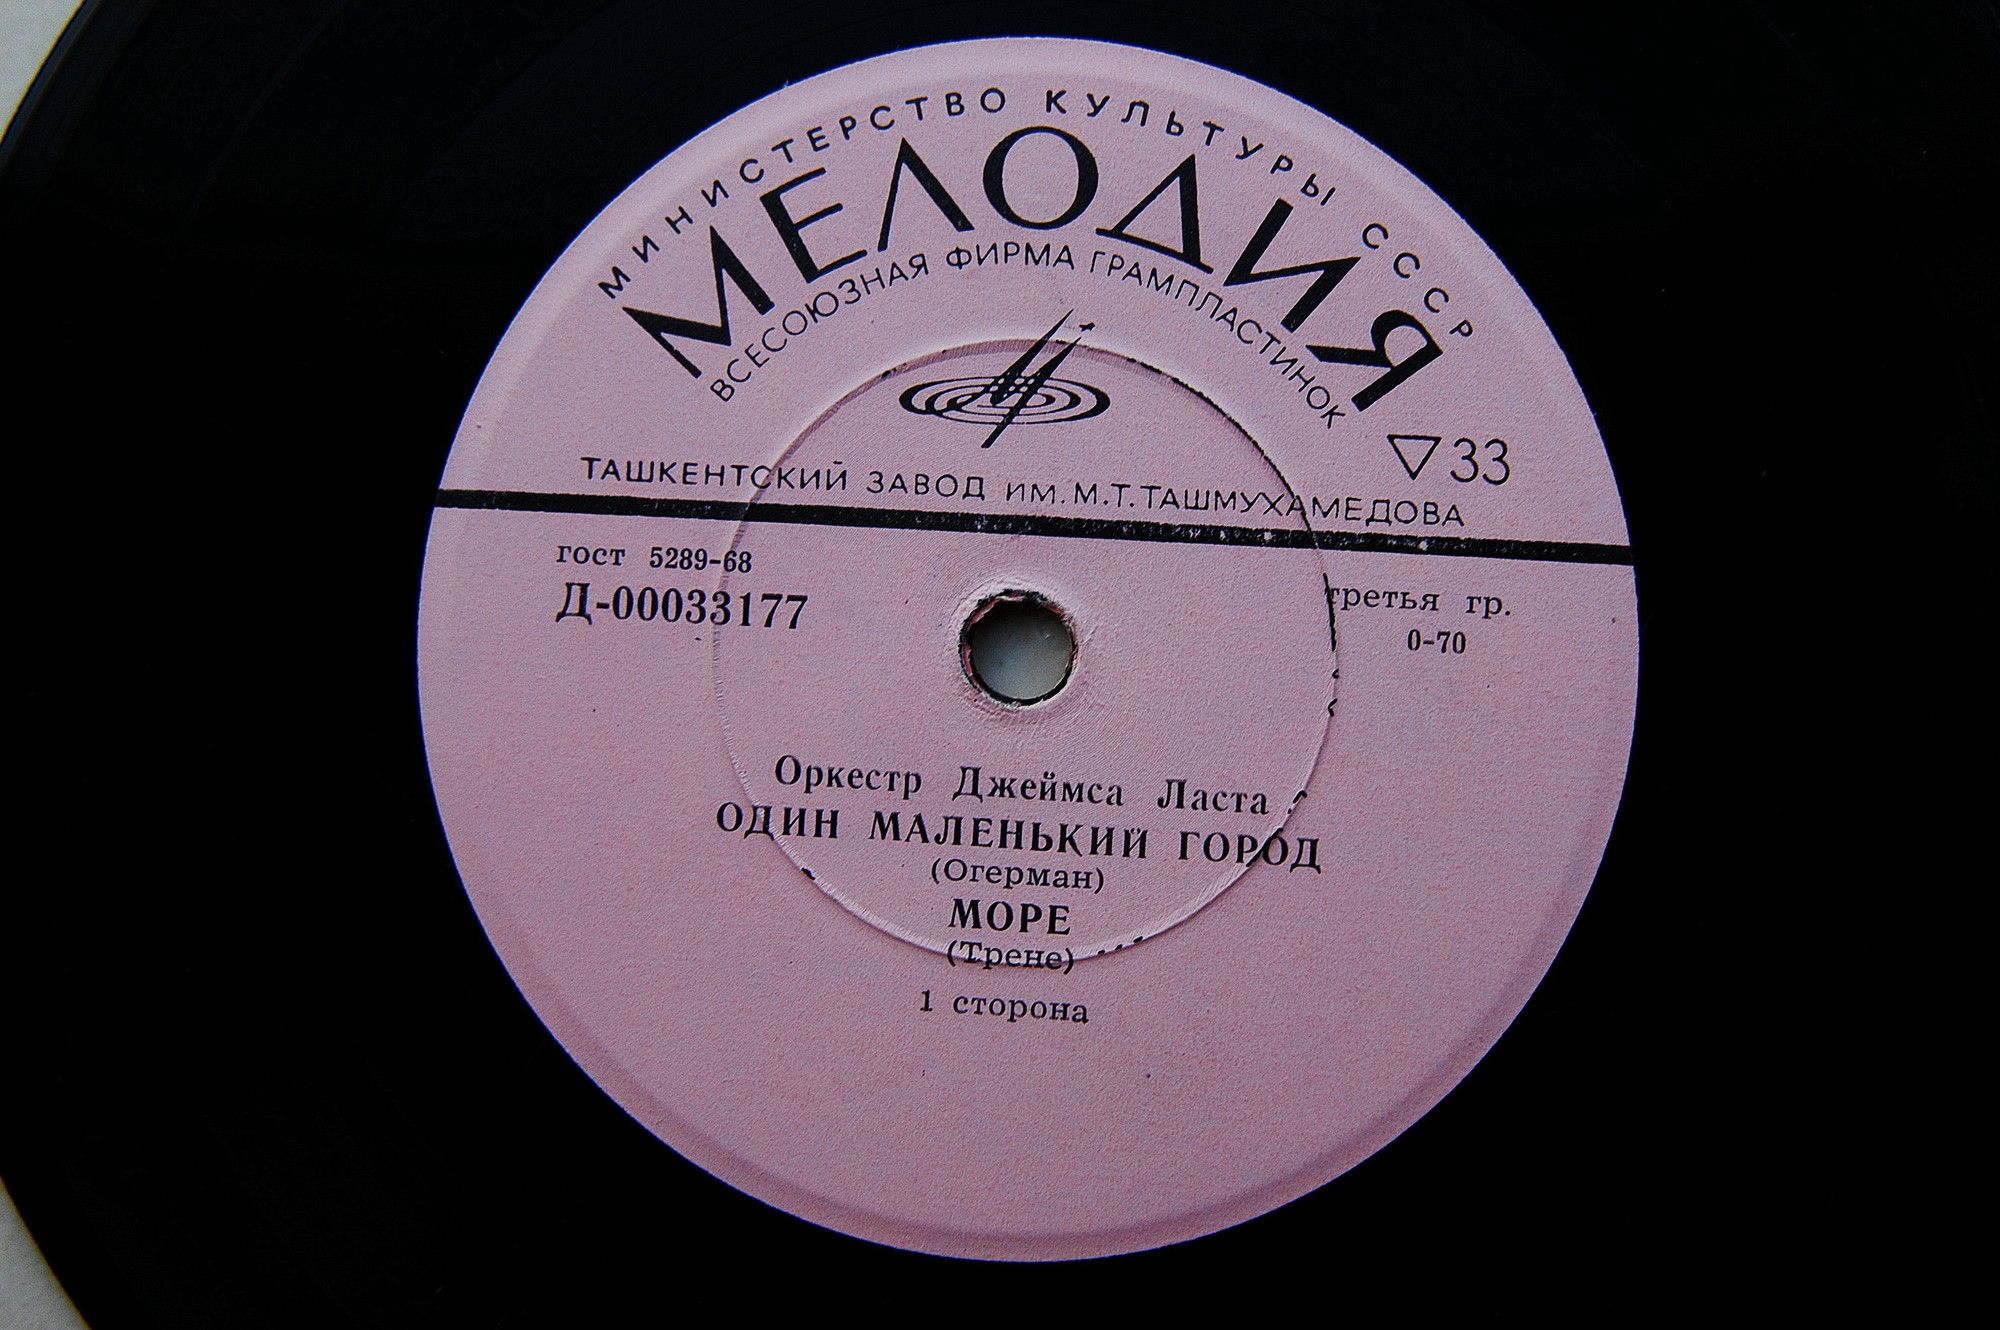 МИНИСТЕРСТВО КУЛЬТУРЫ СССР
МЕЛОДИЯ
ВСЕСОЮЗНАЯ ФИРМА ГРАМПЛАСТИНОК
▽33
ТАШКЕНТСКИЙ ЗАВОД ИМ. М.Т. ТАШМУХАМЕДОВА
гост 5289-68
Д-00033177
третья гр.
0-70
Оркестр Джеймса Ласта
ОДИН МАЛЕНЬКИЙ ГОРОД
(Огерман)
МОРЕ
(Трене)
1 сторона